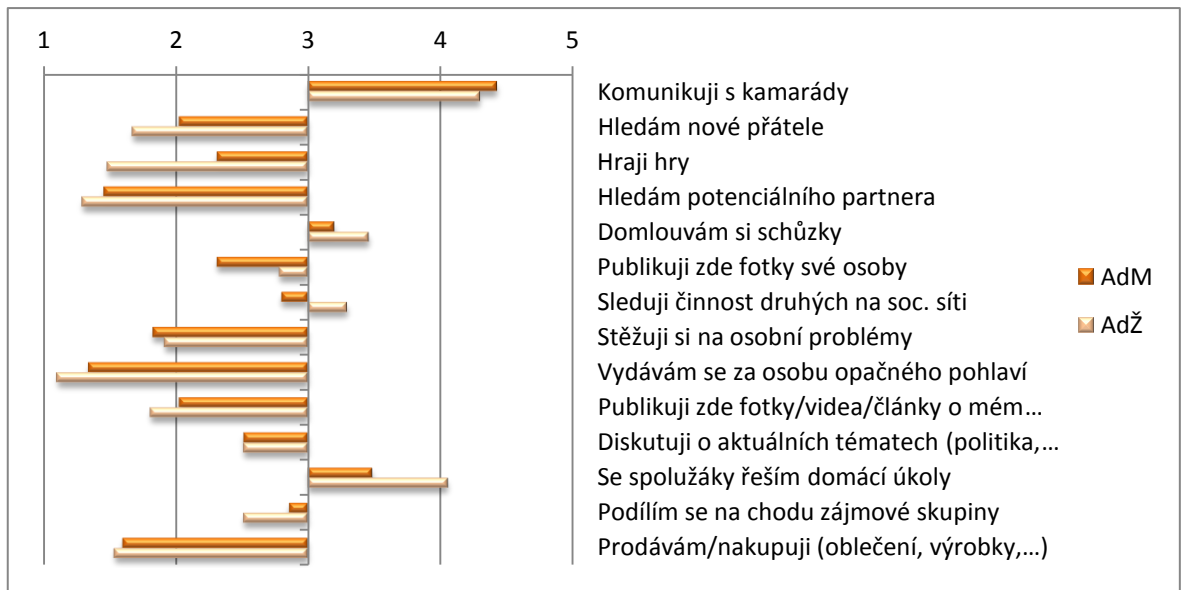 1 2 3 4 5
Komunikuji s kamarády
Hledám nové přátele
Hraji hry
Hledám potenciálního partnera
Domlouvám si schůzky
Publikuji zde fotky své osoby
Sleduji činnost druhých na soc. síti
Stěžuji si na osobní problémy
Vydávám se za osobu opačného pohlaví
Publikuji zde fotky/videa/články o mém…
Diskutuji o aktuálních tématech (politika,…
Se spolužáky řeším domácí úkoly
Podílím se na chodu zájmové skupiny
Prodávám/nakupuji (oblečení, výrobky,…)
AdM
AdŽ